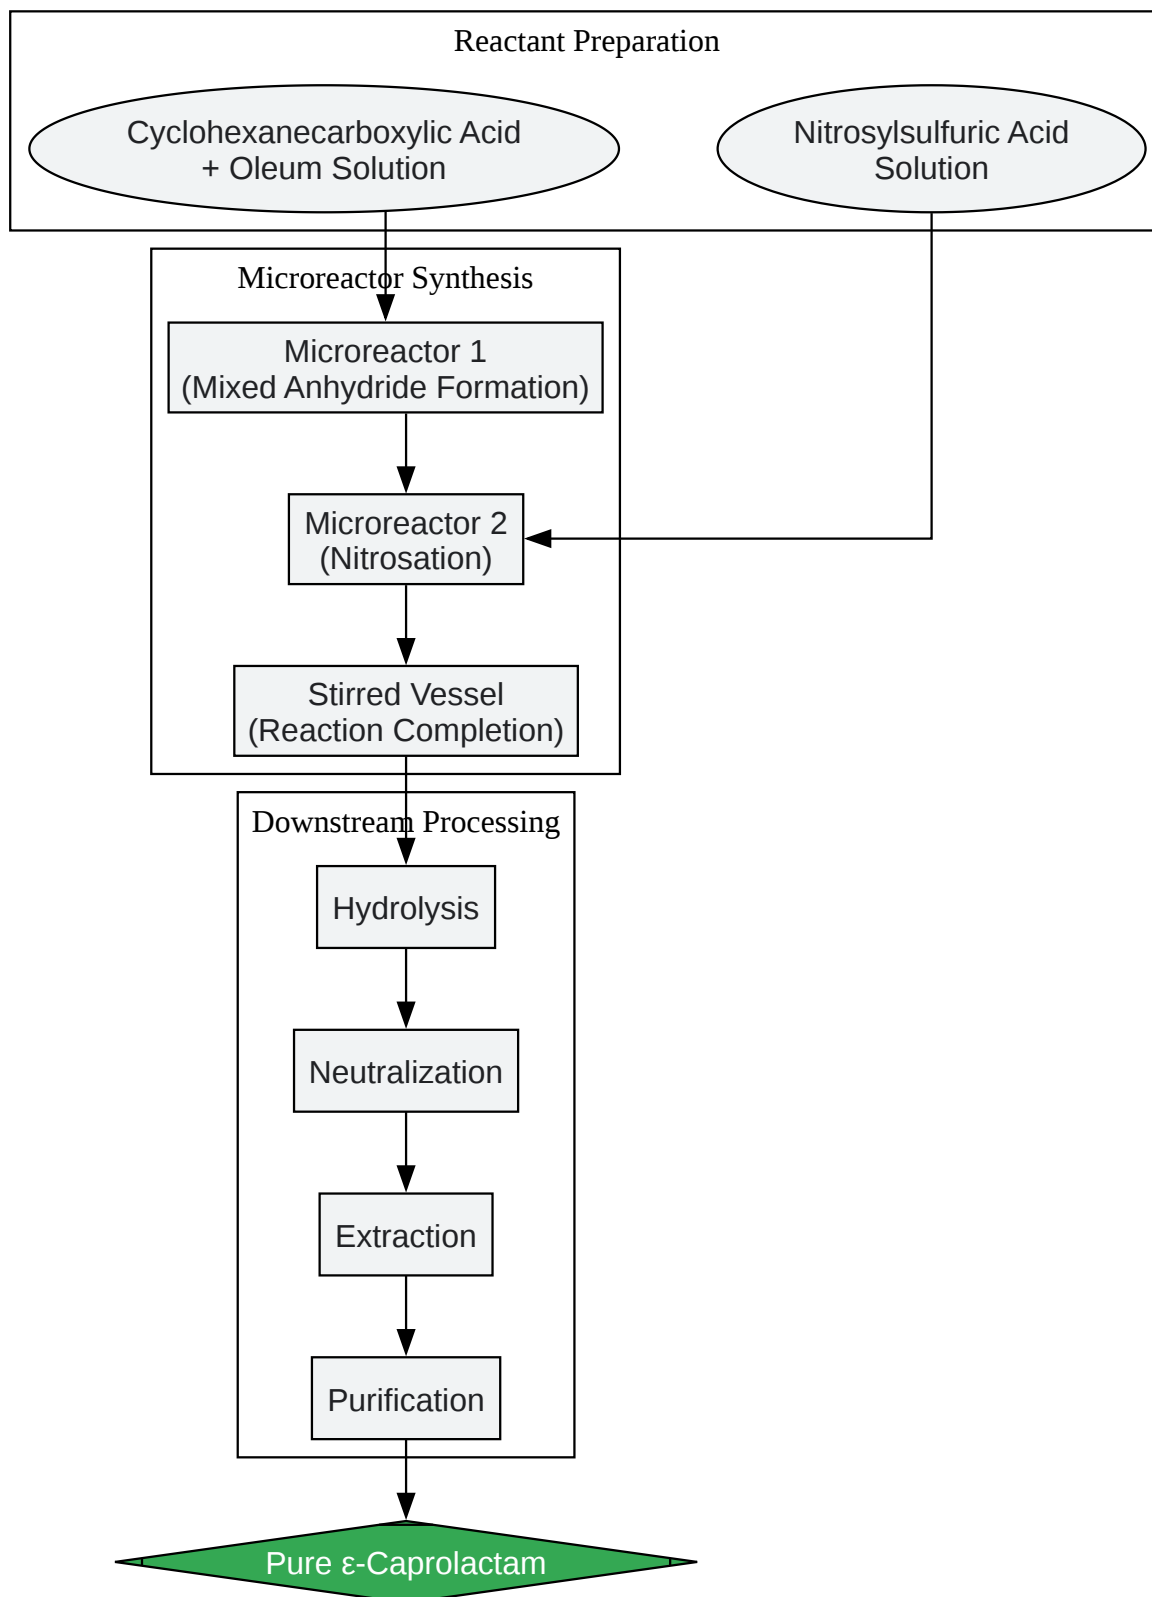 Reactant Preparation
Cyclohexanecarboxylic Acid
+ Oleum Solution
Nitrosylsulfuric Acid
Solution
Microreactor Synthesis
Microreactor 1
(Mixed Anhydride Formation)
Microreactor 2
(Nitrosation)
Stirred Vessel
(Reaction Completion)
Downstream Processing
Hydrolysis
Neutralization
Extraction
Purification
Pure ε-Caprolactam